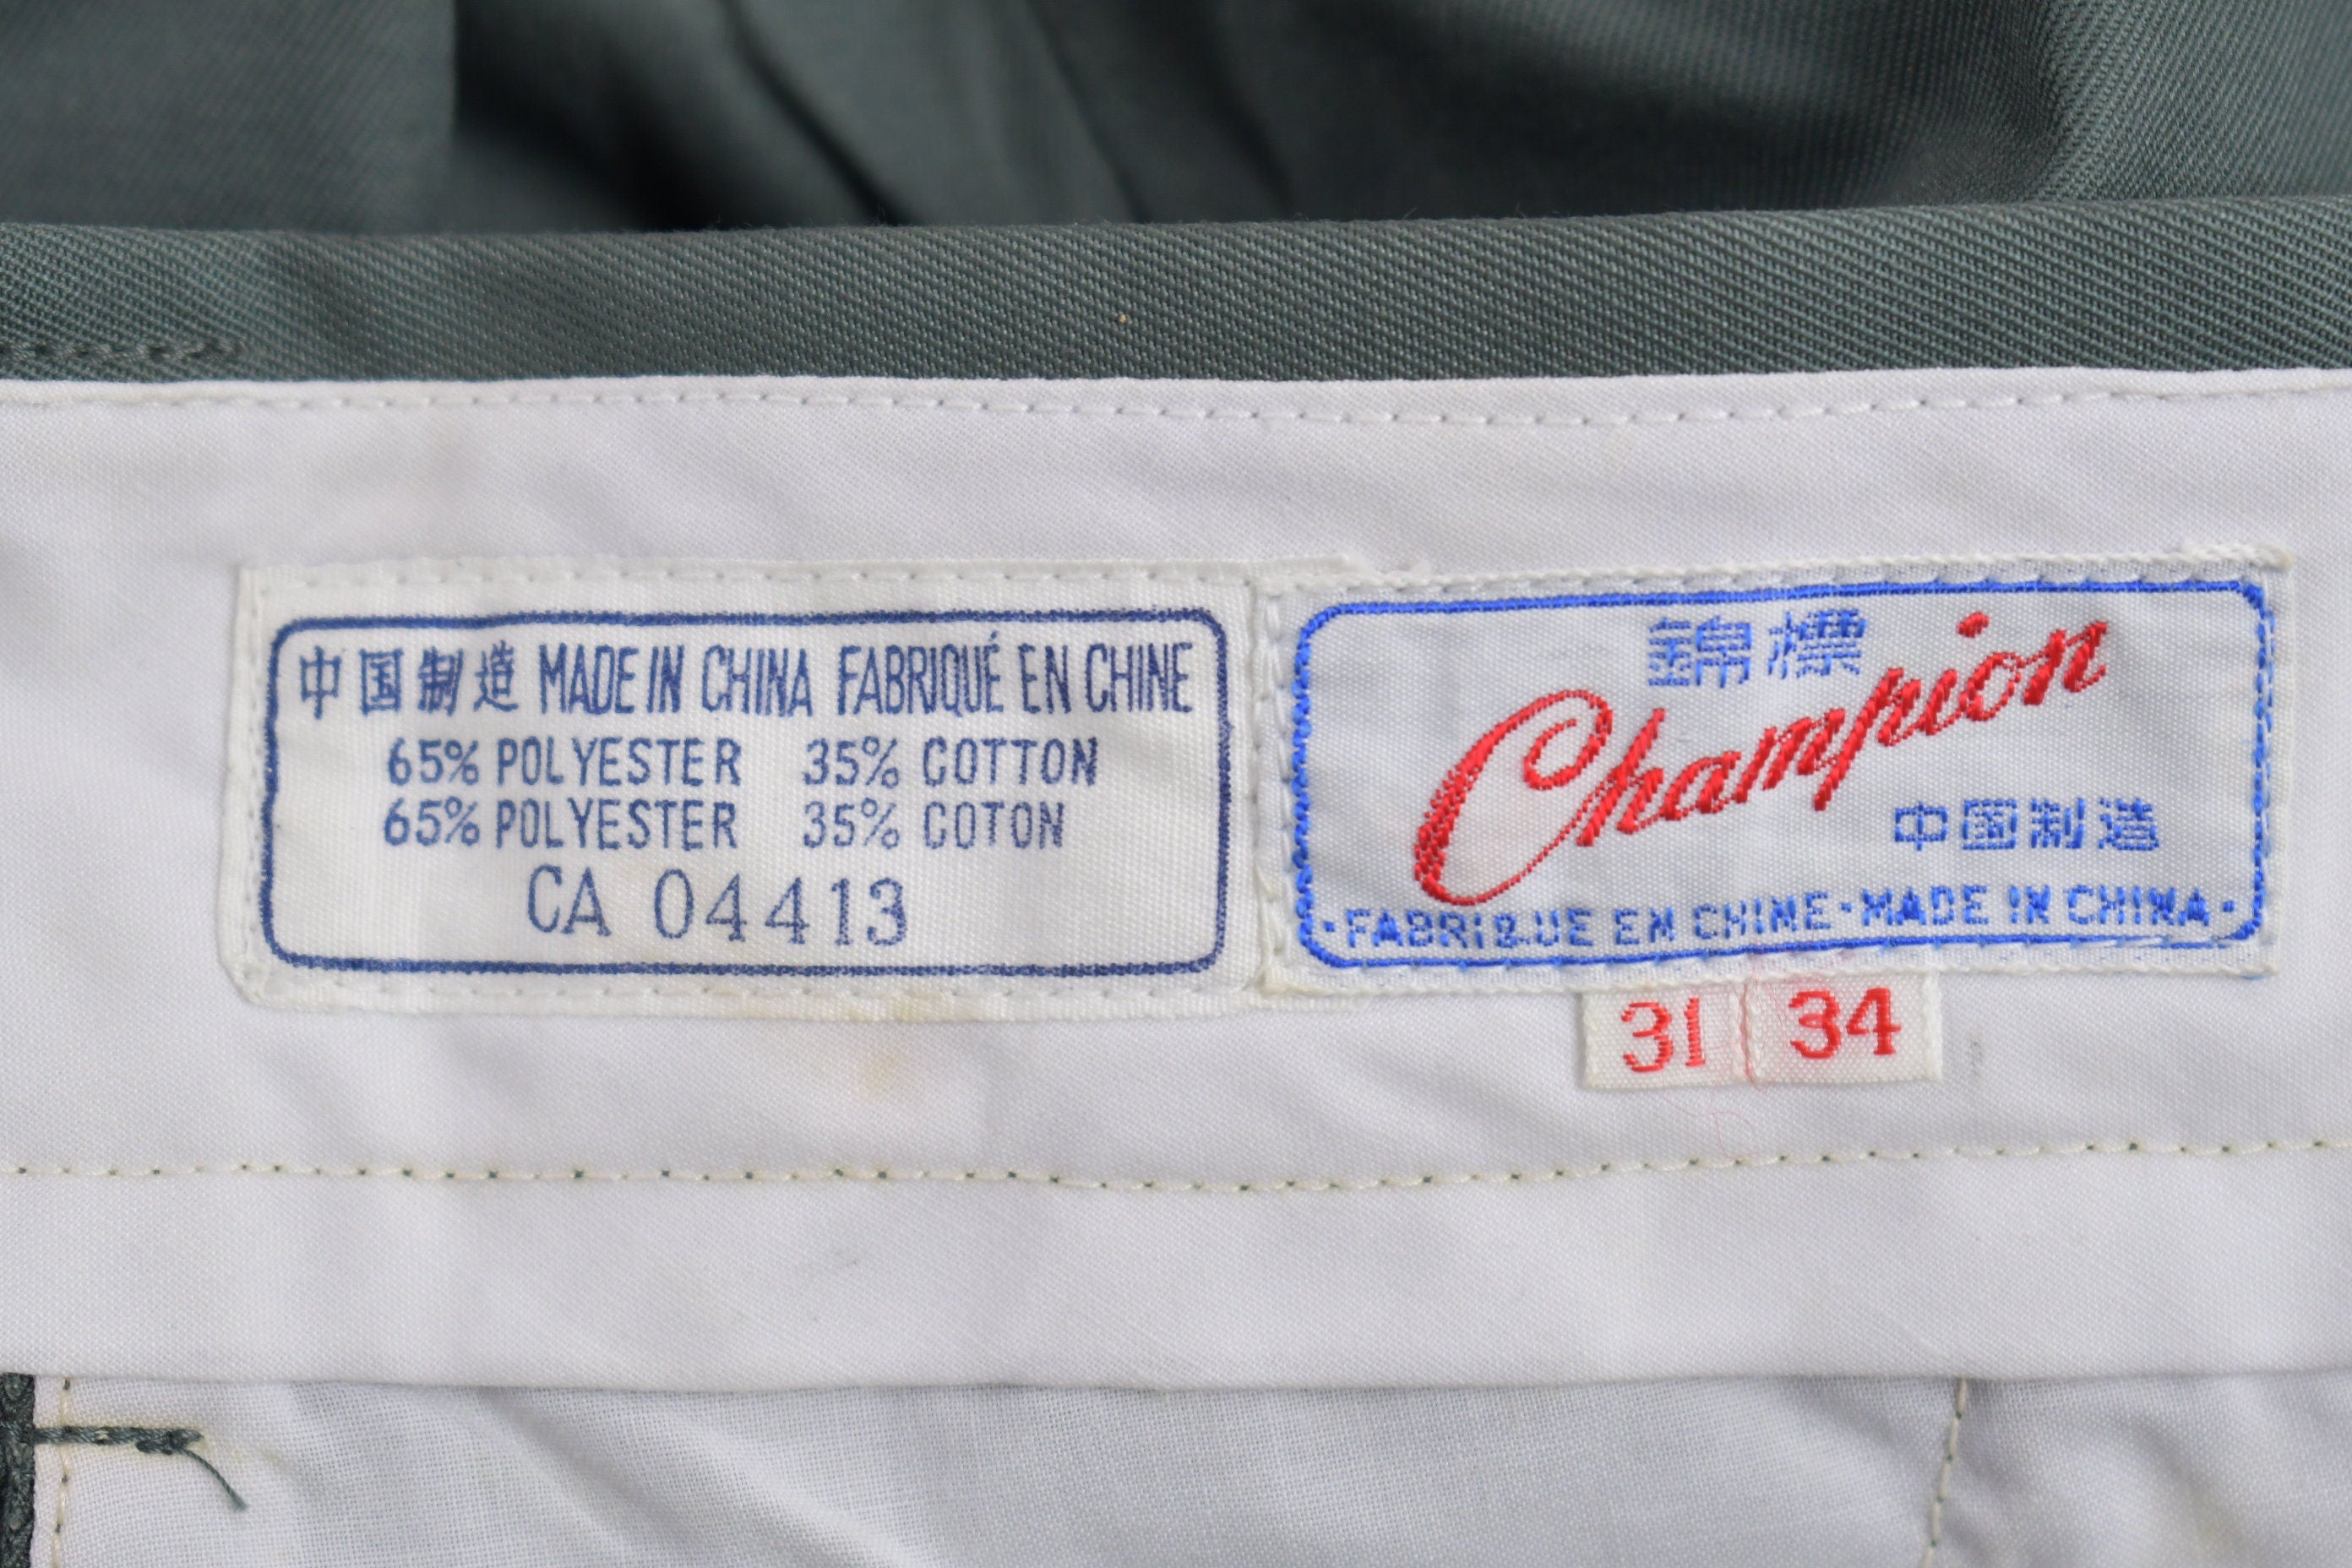 中国制造 MADE IN CHINA FABRIQUÉ EN CHINE
65% POLYESTER 35% COTTON
65% POLYESTER 35% COTON
CA 04413
錦標
Champion
中国制造
·FABRIQUE EN CHINE·MADE IN CHINA·
31 34